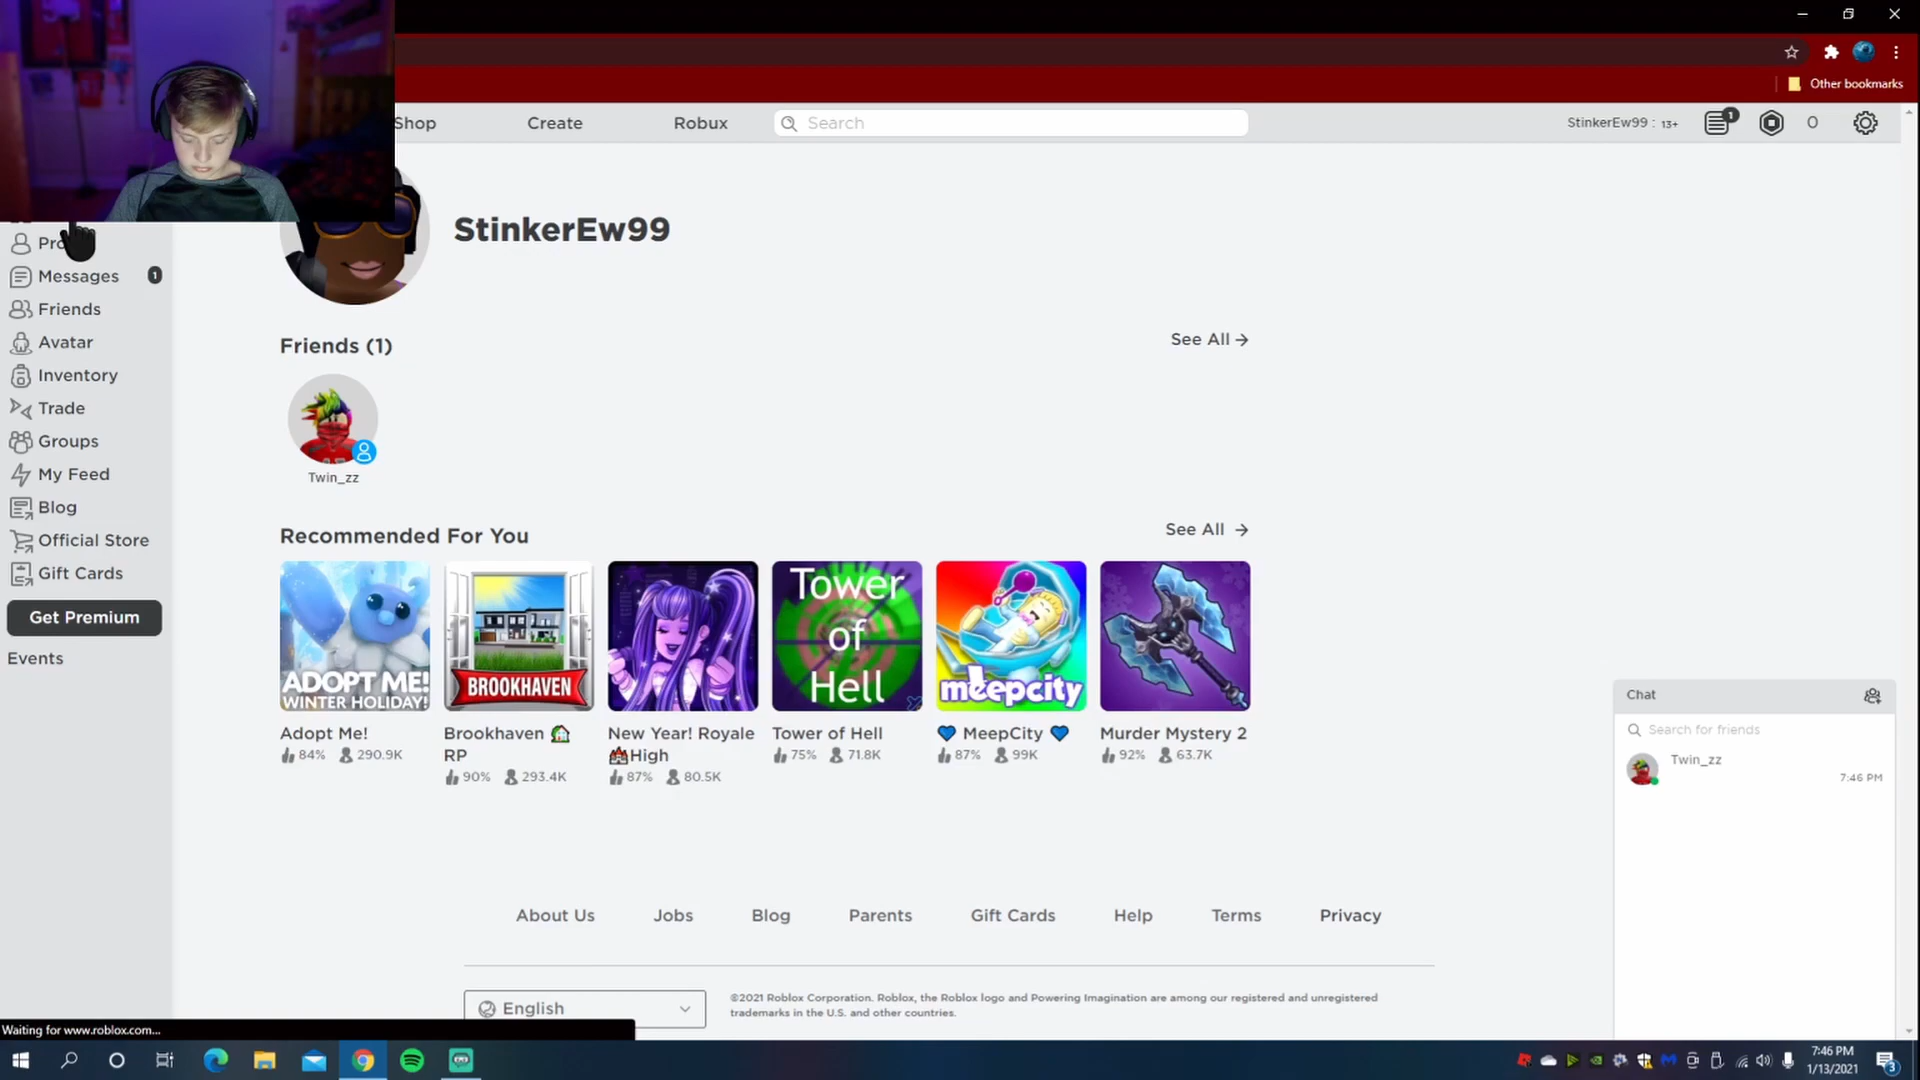 Other bookmarks
Shop
Create
Robux
Search
StinkerEw99 : 13+
1
0
StinkerEw99
Messages
1
Friends
Avatar
Inventory
Trade
Groups
My Feed
Blog
Official Store
Gift Cards
Get Premium
Events
Friends (1)
See All →
Twin_zz
Recommended For You
See All →
ADOPT ME!
WINTER HOLIDAY!
BROOKHAVEN
Tower
of
Hell
meepcity
Adopt Me!
84% 290.9K
Brookhaven
RP
90% 293.4K
New Year! Royale
High
87% 80.5K
Tower of Hell
75% 71.8K
MeepCity
87% 99K
Murder Mystery 2
92% 63.7K
Chat
Search for friends
Twin_zz
7:46 PM
About Us
Jobs
Blog
Parents
Gift Cards
Help
Terms
Privacy
English
©2021 Roblox Corporation. Roblox, the Roblox logo and Powering Imagination are among our registered and unregistered
trademarks in the U.S. and other countries.
Waiting for www.roblox.com...
7:46 PM
1/13/2021
3